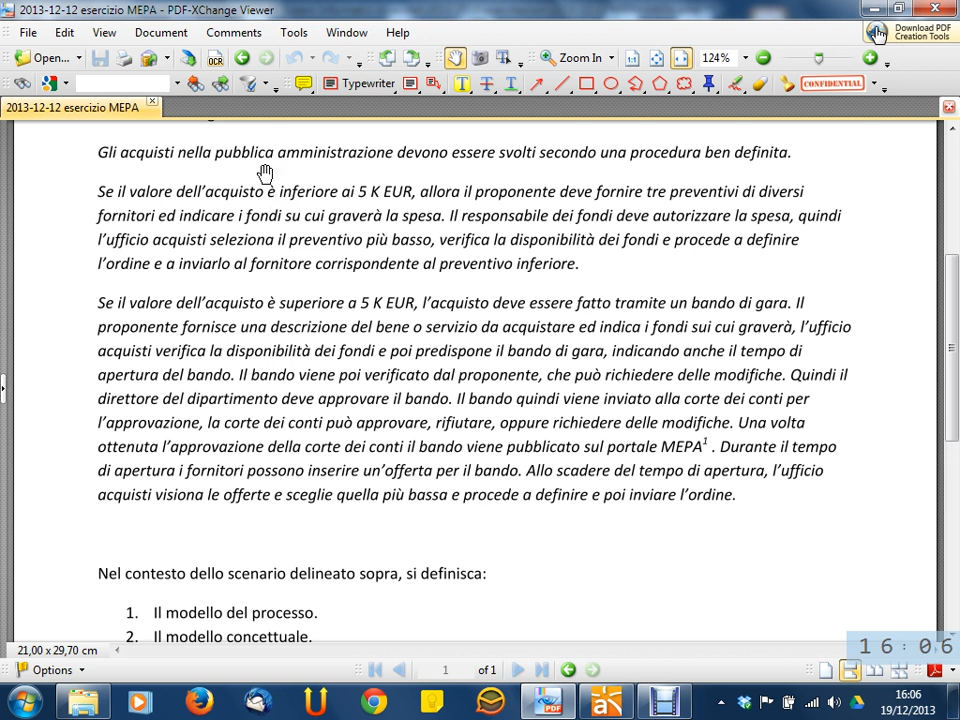 2013-12-12 esercizio MEPA - PDF-XChange Viewer
File Edit View Document Comments Tools Window Help
Download PDF
Creation Tools
Open... OCR Zoom In 124%
Typewriter CONFIDENTIAL
2013-12-12 esercizio MEPA
Gli acquisti nella pubblica amministrazione devono essere svolti secondo una procedura ben definita.
Se il valore dell'acquisto è inferiore ai 5 K EUR, allora il proponente deve fornire tre preventivi di diversi
fornitori ed indicare i fondi su cui graverà la spesa. Il responsabile dei fondi deve autorizzare la spesa, quindi
l'ufficio acquisti seleziona il preventivo più basso, verifica la disponibilità dei fondi e procede a definire
l'ordine e a inviarlo al fornitore corrispondente al preventivo inferiore.
Se il valore dell'acquisto è superiore a 5 K EUR, l'acquisto deve essere fatto tramite un bando di gara. Il
proponente fornisce una descrizione del bene o servizio da acquistare ed indica i fondi sui cui graverà, l'ufficio
acquisti verifica la disponibilità dei fondi e poi predispone il bando di gara, indicando anche il tempo di
apertura del bando. Il bando viene poi verificato dal proponente, che può richiedere delle modifiche. Quindi il
direttore del dipartimento deve approvare il bando. Il bando quindi viene inviato alla corte dei conti per
l'approvazione, la corte dei conti può approvare, rifiutare, oppure richiedere delle modifiche. Una volta
ottenuta l'approvazione della corte dei conti il bando viene pubblicato sul portale MEPA¹ . Durante il tempo
di apertura i fornitori possono inserire un'offerta per il bando. Allo scadere del tempo di apertura, l'ufficio
acquisti visiona le offerte e sceglie quella più bassa e procede a definire e poi inviare l'ordine.
Nel contesto dello scenario delineato sopra, si definisca:
1. Il modello del processo.
2. Il modello concettuale.
21,00 x 29,70 cm
16:06
Options 1 of 1
PDF
16:06
19/12/2013